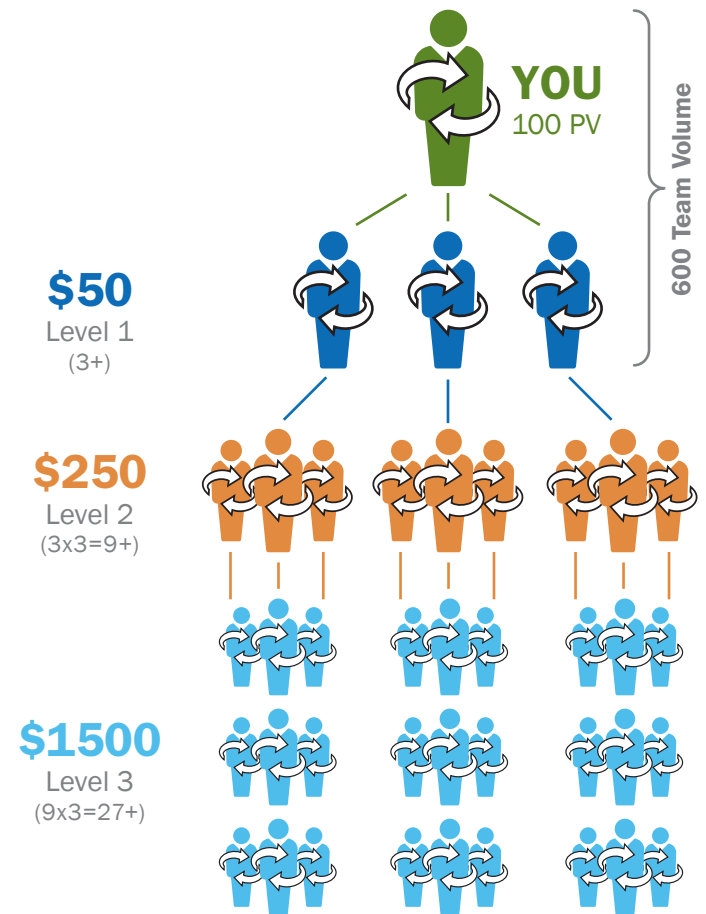 YOU
100 PV
600 Team Volume
$50
Level 1
(3+)
$250
Level 2
(3x3=9+)
$1500
Level 3
(9x3=27+)